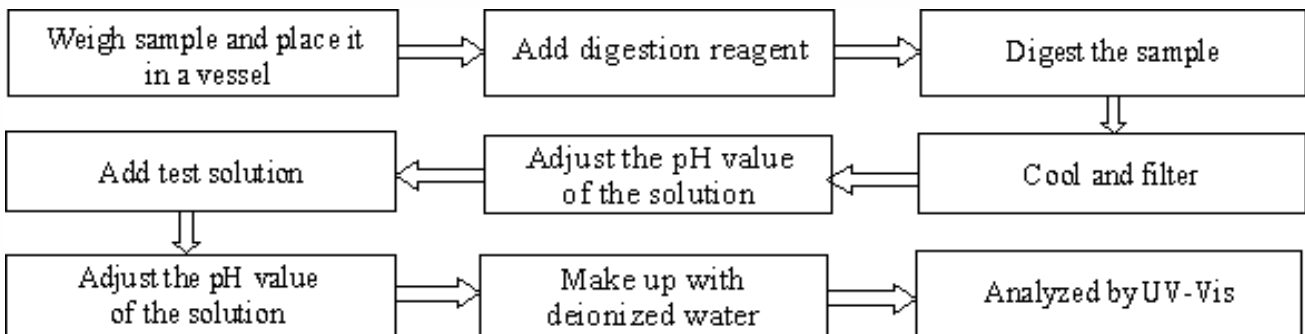 Weigh sample and place it
in a vessel
Add digestion reagent
Digest the sample
Cool and filter
Adjust the pH value
of the solution
Add test solution
Adjust the pH value
of the solution
Make up with
deionized water
Analyzed by UV-Vis